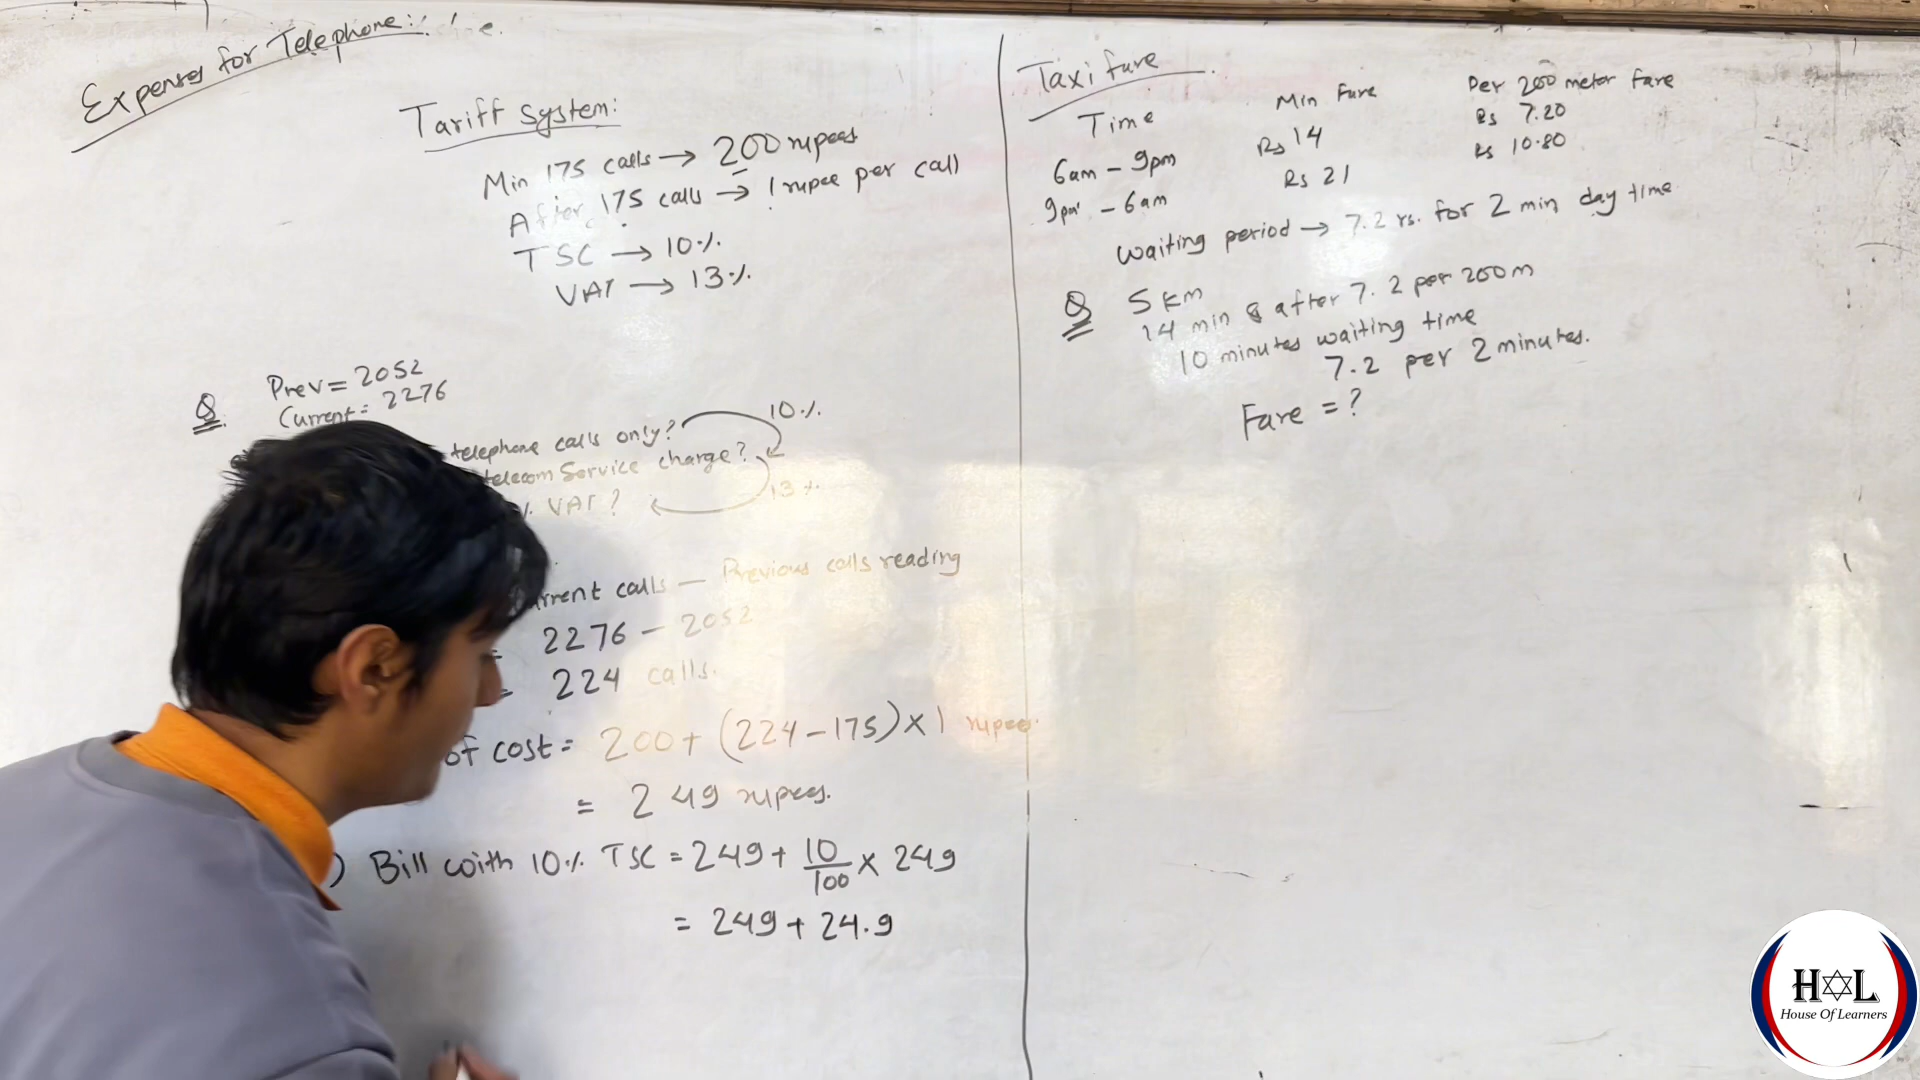 Expenses for Telephone:
Tariff system:
Min 175 calls → 200 rupees
After 175 calls → 1 rupee per call
TSC → 10%
VAT → 13%
Q. Prev = 2052
Current = 2276
telephone calls only? 10%
telecom Service charge?
% VAT? 13%
current calls — Previous calls reading
= 2276 - 2052
= 224 calls.
of cost = 200 + (224 - 175) × 1 rupee
= 249 rupees.
) Bill with 10% TSC = 249 + 10/100 × 249
= 249 + 24.9
Taxi fare
Time Min Fare Per 200 meter fare
6am - 9pm Rs 14 Rs 7.20
9pm - 6am Rs 21 Rs 10.80
Waiting period → 7.2 rs. for 2 min day time
Q 5 km
14 min & after 7.2 per 200m
10 minutes waiting time
7.2 per 2 minutes.
Fare = ?
H L
House Of Learners